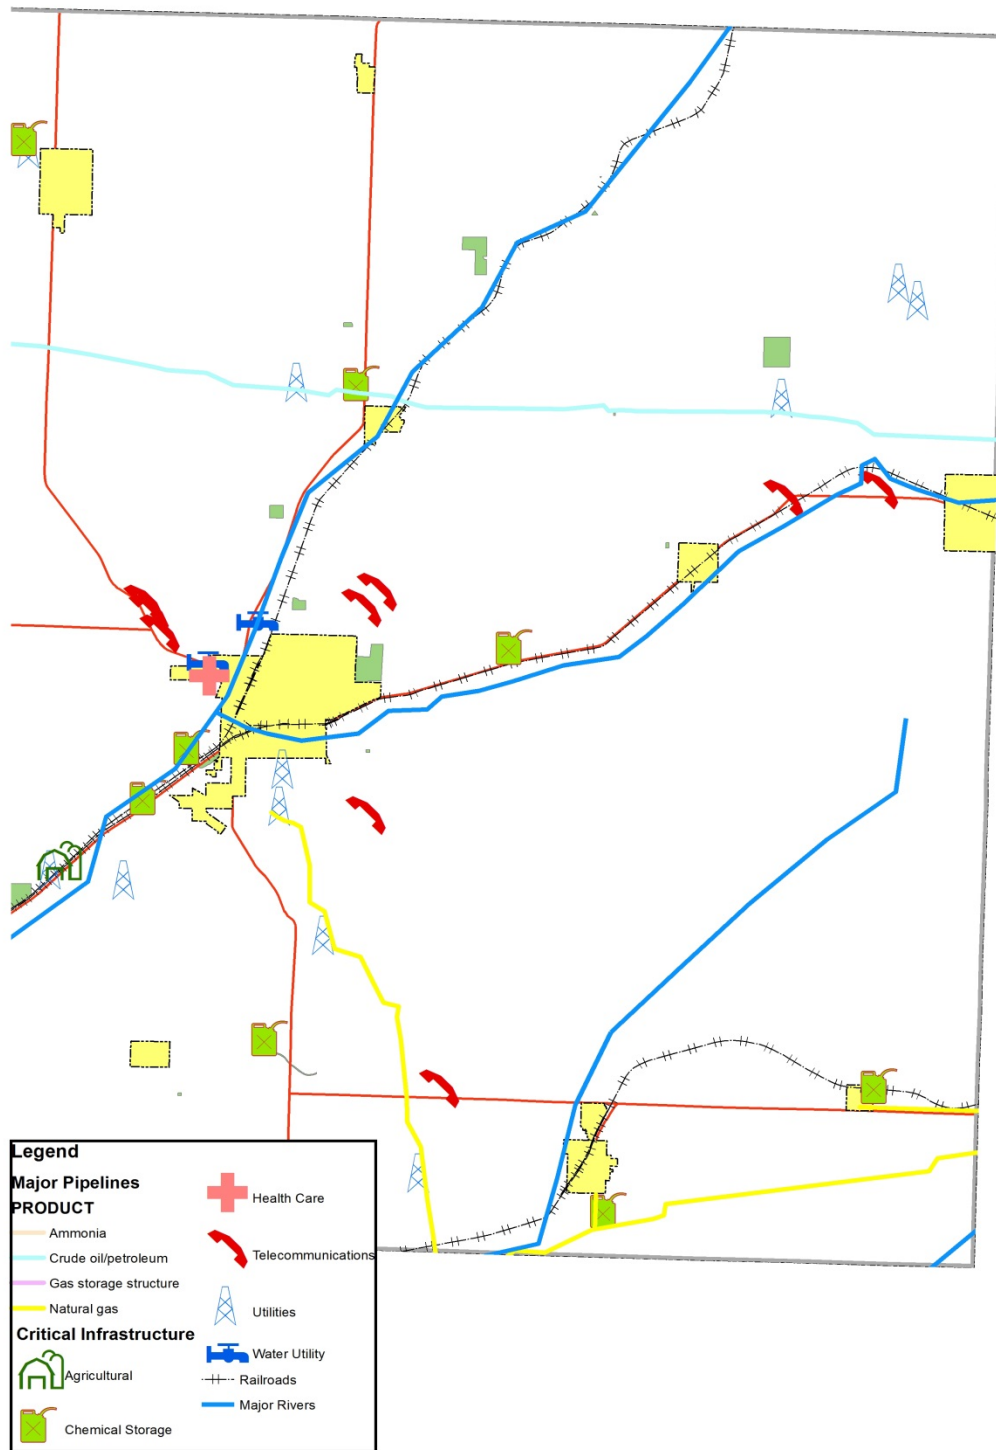 Legend
Major Pipelines
PRODUCT
Ammonia
Crude oil/petroleum
Gas storage structure
Natural gas
Critical Infrastructure
Agricultural
Chemical Storage
Health Care
Telecommunications
Utilities
Water Utility
Railroads
Major Rivers